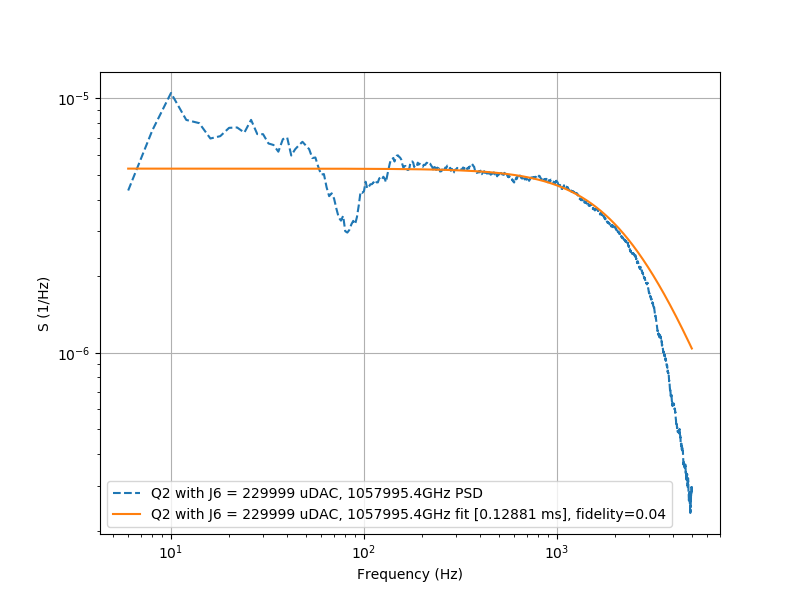 10⁻⁵
10⁻⁶
S (1/Hz)
Q2 with J6 = 229999 uDAC, 1057995.4GHz PSD
Q2 with J6 = 229999 uDAC, 1057995.4GHz fit [0.12881 ms], fidelity=0.04
10¹
10²
10³
Frequency (Hz)